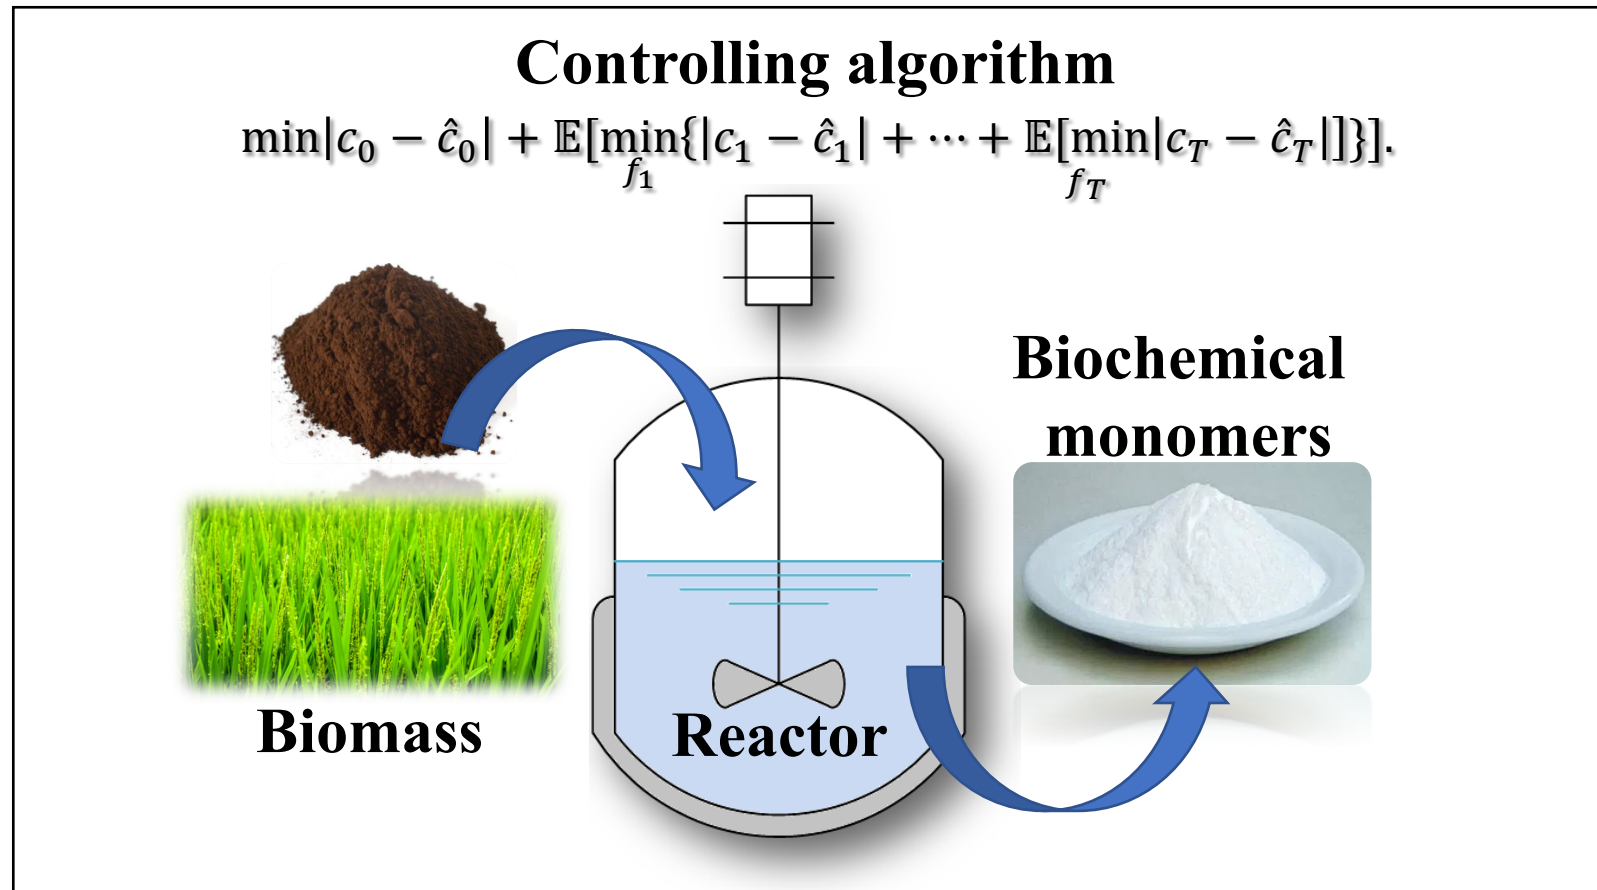 Controlling algorithm
min|c₀ − ĉ₀| + 𝔼[min{|c₁ − ĉ₁| + ⋯ + 𝔼[min|c_T − ĉ_T|]}].
f₁ f_T
Biochemical
monomers
Biomass
Reactor